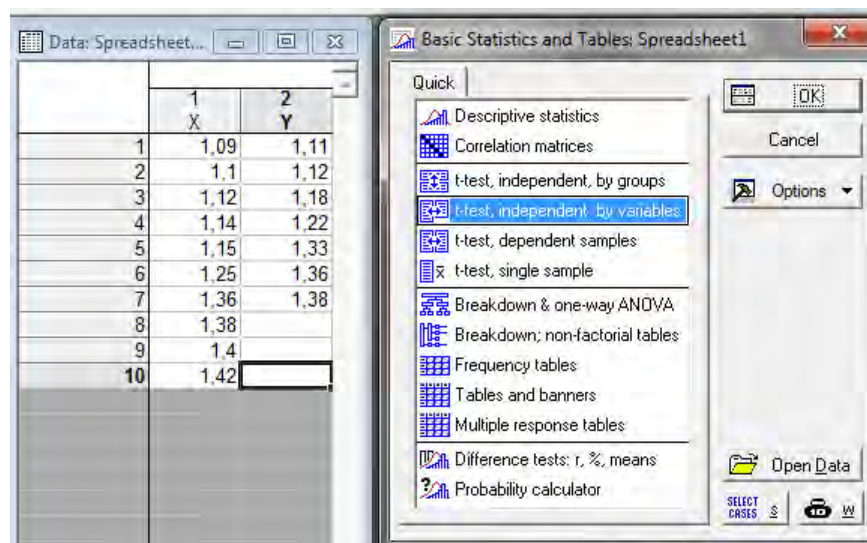 Data: Spreadsheet...
1 2
X Y
1 1,09 1,11
2 1,1 1,12
3 1,12 1,18
4 1,14 1,22
5 1,15 1,33
6 1,25 1,36
7 1,36 1,38
8 1,38
9 1,4
10 1,42
Basic Statistics and Tables: Spreadsheet1
Quick
Descriptive statistics
Correlation matrices
t-test, independent, by groups
t-test, independent by variables
t-test, dependent samples
t-test, single sample
Breakdown & one-way ANOVA
Breakdown; non-factorial tables
Frequency tables
Tables and banners
Multiple response tables
Difference tests: r, %, means
Probability calculator
OK
Cancel
Options
Open Data
SELECT
CASES S W